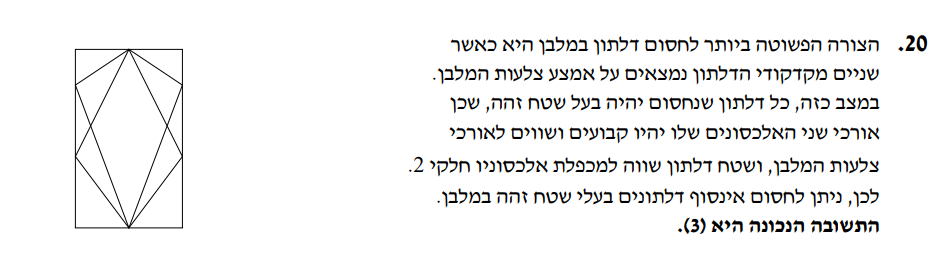 20. הצורה הפשוטה ביותר לחסום דלתון במלבן היא כאשר
שניים מקדקודי הדלתון נמצאים על אמצע צלעות המלבן.
במצב כזה, כל דלתון שנחסום יהיה בעל שטח זהה, שכן
אורכי שני האלכסונים שלו יהיו קבועים ושווים לאורכי
צלעות המלבן, ושטח דלתון שווה למכפלת אלכסוניו חלקי 2.
לכן, ניתן לחסום אינסוף דלתונים בעלי שטח זהה במלבן.
התשובה הנכונה היא (3).